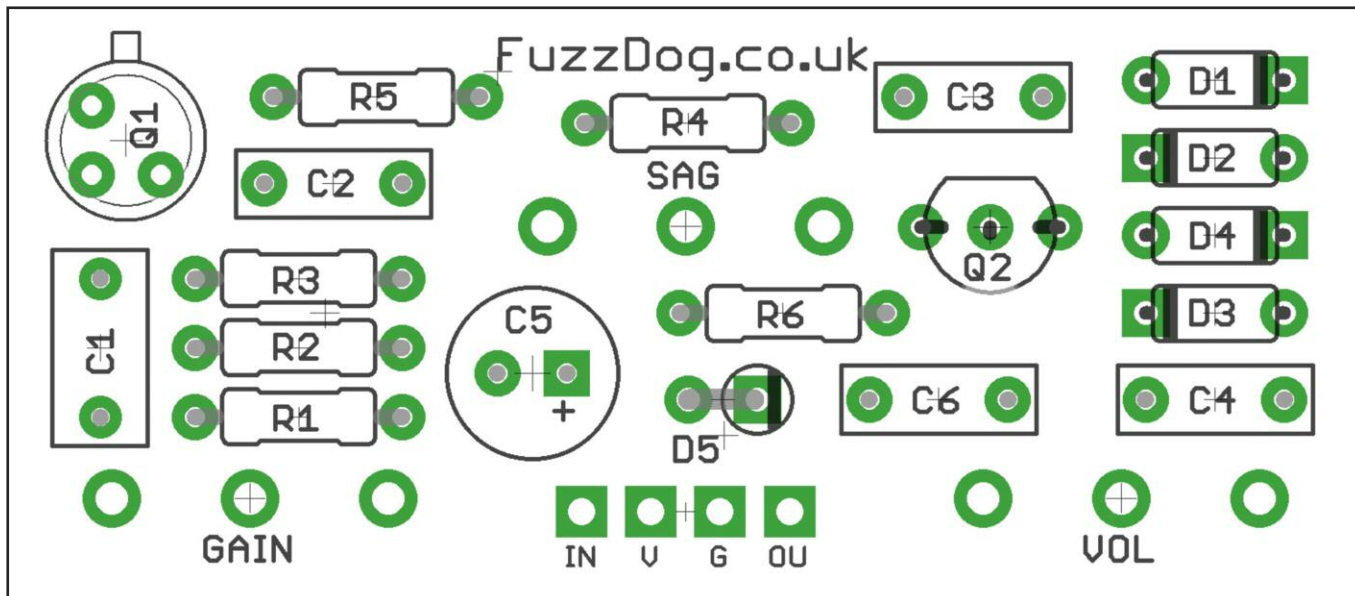 FuzzDog.co.uk
Q1
R5
R4
C3
D1
C2
SAG
D2
R3
Q2
D4
C1
R2
C5
R6
D3
R1
+
D5
C6
C4
GAIN
IN
V
G
OU
VOL